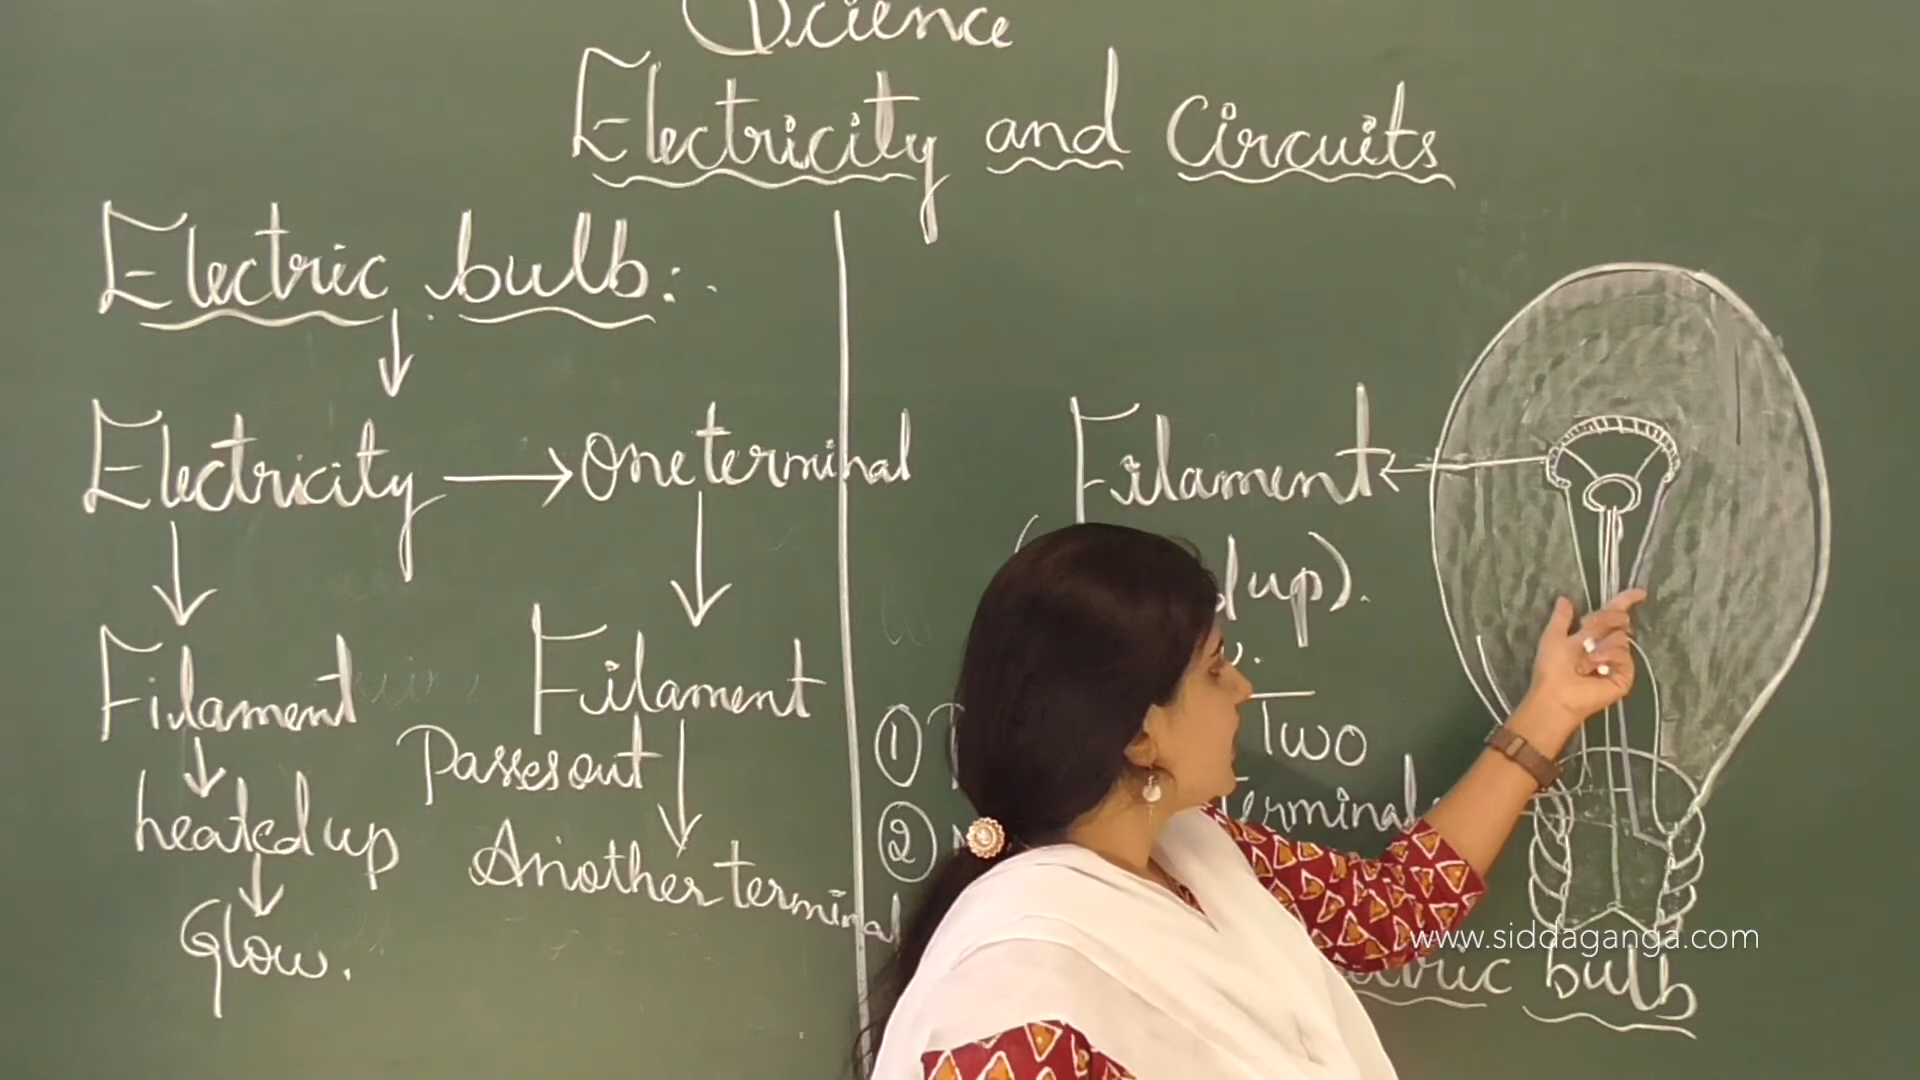 Science
Electricity and Circuits
Electric bulb:.
Electricity → One terminal
Filament
heated up
Glow.
Filament
Passes out
Another terminal
Filament
up).
①
②
Two
Terminal
bulb
www.siddaganga.com